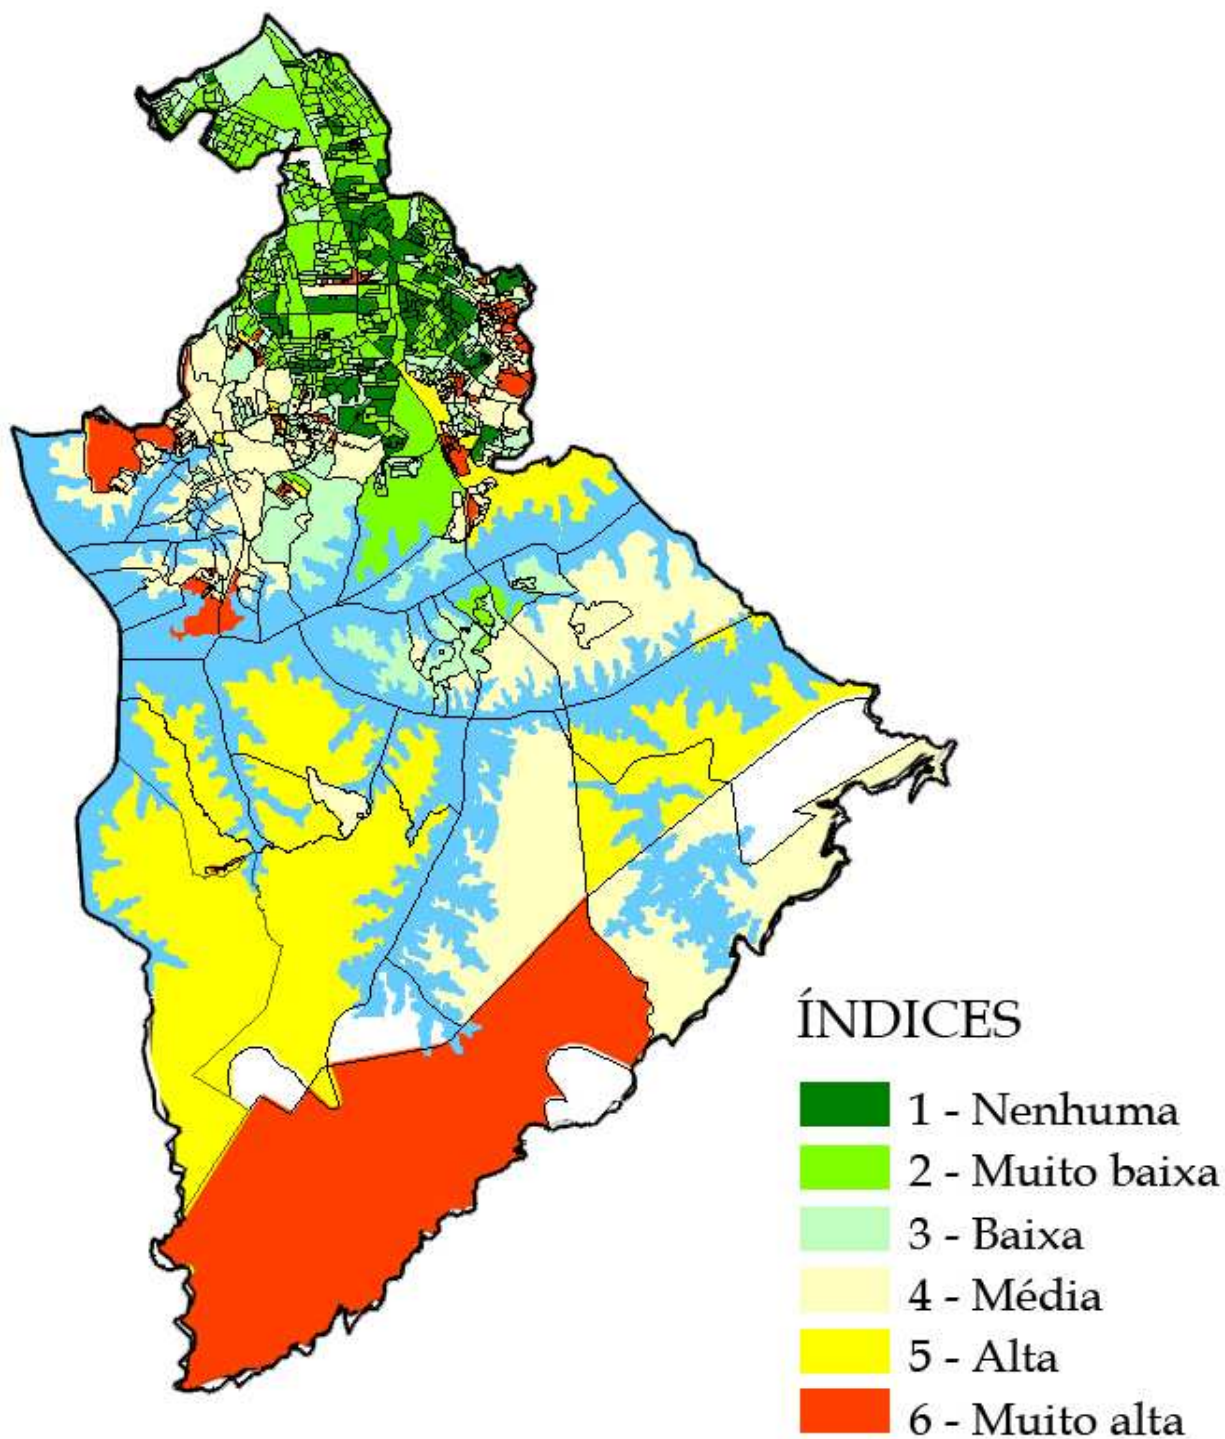 ÍNDICES
1 - Nenhuma
2 - Muito baixa
3 - Baixa
4 - Média
5 - Alta
6 - Muito alta